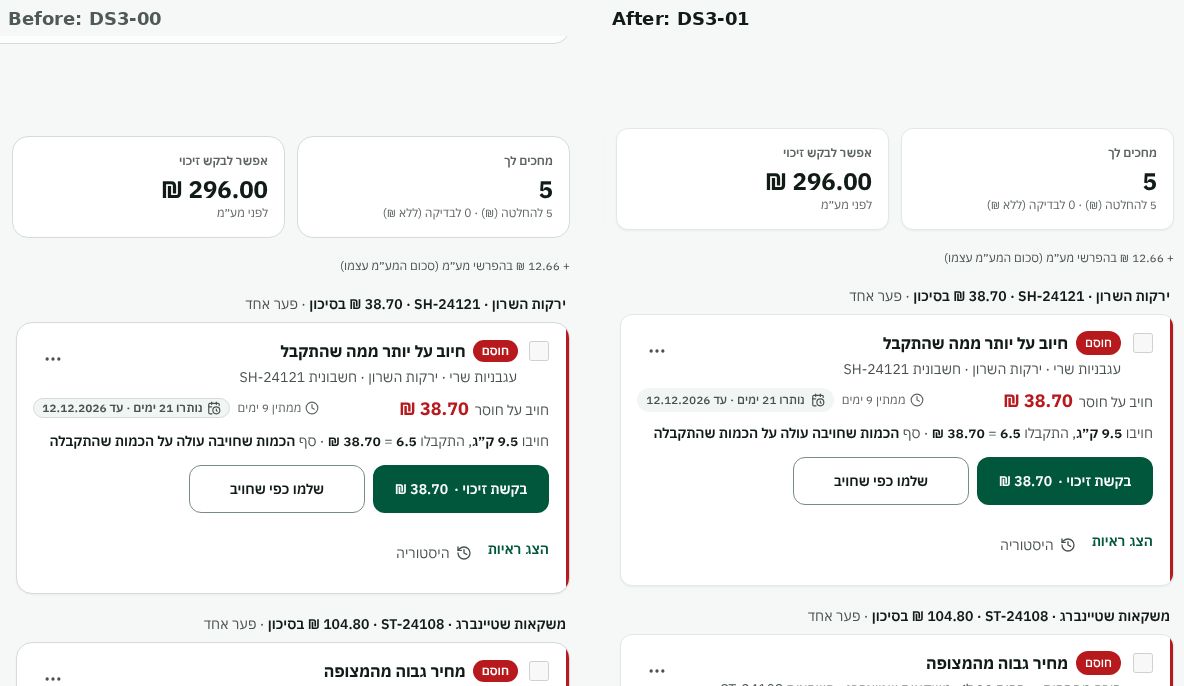 Before: DS3-00
מחכים לך
5
5 להחלטה (₪) · 0 לבדיקה (ללא ₪)
אפשר לבקש זיכוי
296.00 ₪
לפני מע״מ
+ 12.66 ₪ בהפרשי מע״מ (סכום המע״מ עצמו)
ירקות השרון · SH-24121 · 38.70 ₪ בסיכון · פער אחד
חוסם
חיוב על יותר ממה שהתקבל
...
עגבניות שרי · ירקות השרון · חשבונית SH-24121
חויב על חוסר 38.70 ₪
ממתין 9 ימים
נותרו 21 ימים · עד 12.12.2026
חויבו 9.5 ק״ג, התקבלו 6.5 = 38.70 ₪ · סף הכמות שחויבה עולה על הכמות שהתקבלה
בקשת זיכוי · 38.70 ₪
שלמו כפי שחויב
הצג ראיות
היסטוריה
משקאות שטיינברג · ST-24108 · 104.80 ₪ בסיכון · פער אחד
חוסם
מחיר גבוה מהמצופה
...
After: DS3-01
מחכים לך
5
5 להחלטה (₪) · 0 לבדיקה (ללא ₪)
אפשר לבקש זיכוי
296.00 ₪
לפני מע״מ
+ 12.66 ₪ בהפרשי מע״מ (סכום המע״מ עצמו)
ירקות השרון · SH-24121 · 38.70 ₪ בסיכון · פער אחד
חוסם
חיוב על יותר ממה שהתקבל
...
עגבניות שרי · ירקות השרון · חשבונית SH-24121
חויב על חוסר 38.70 ₪
ממתין 9 ימים
נותרו 21 ימים · עד 12.12.2026
חויבו 9.5 ק״ג, התקבלו 6.5 = 38.70 ₪ · סף הכמות שחויבה עולה על הכמות שהתקבלה
בקשת זיכוי · 38.70 ₪
שלמו כפי שחויב
הצג ראיות
היסטוריה
משקאות שטיינברג · ST-24108 · 104.80 ₪ בסיכון · פער אחד
חוסם
מחיר גבוה מהמצופה
...